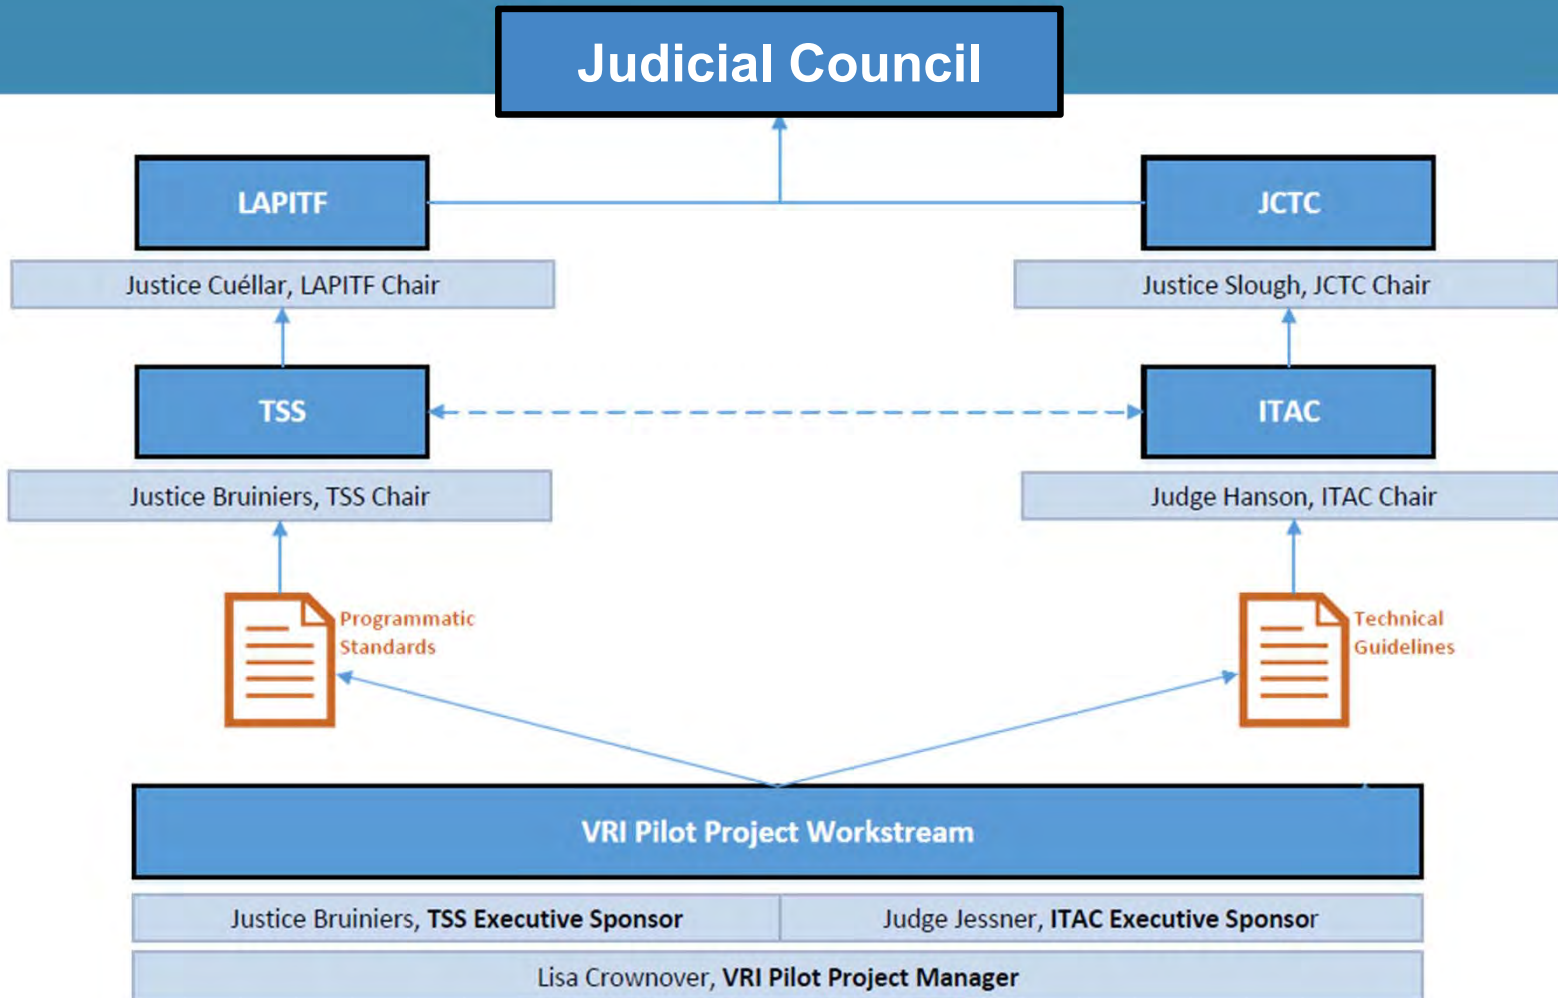 Judicial Council
LAPITF
JCTC
Justice Cuéllar, LAPITF Chair
Justice Slough, JCTC Chair
TSS
ITAC
Justice Bruiniers, TSS Chair
Judge Hanson, ITAC Chair
Programmatic
Standards
Technical
Guidelines
VRI Pilot Project Workstream
Justice Bruiniers, TSS Executive Sponsor
Judge Jessner, ITAC Executive Sponsor
Lisa Crownover, VRI Pilot Project Manager